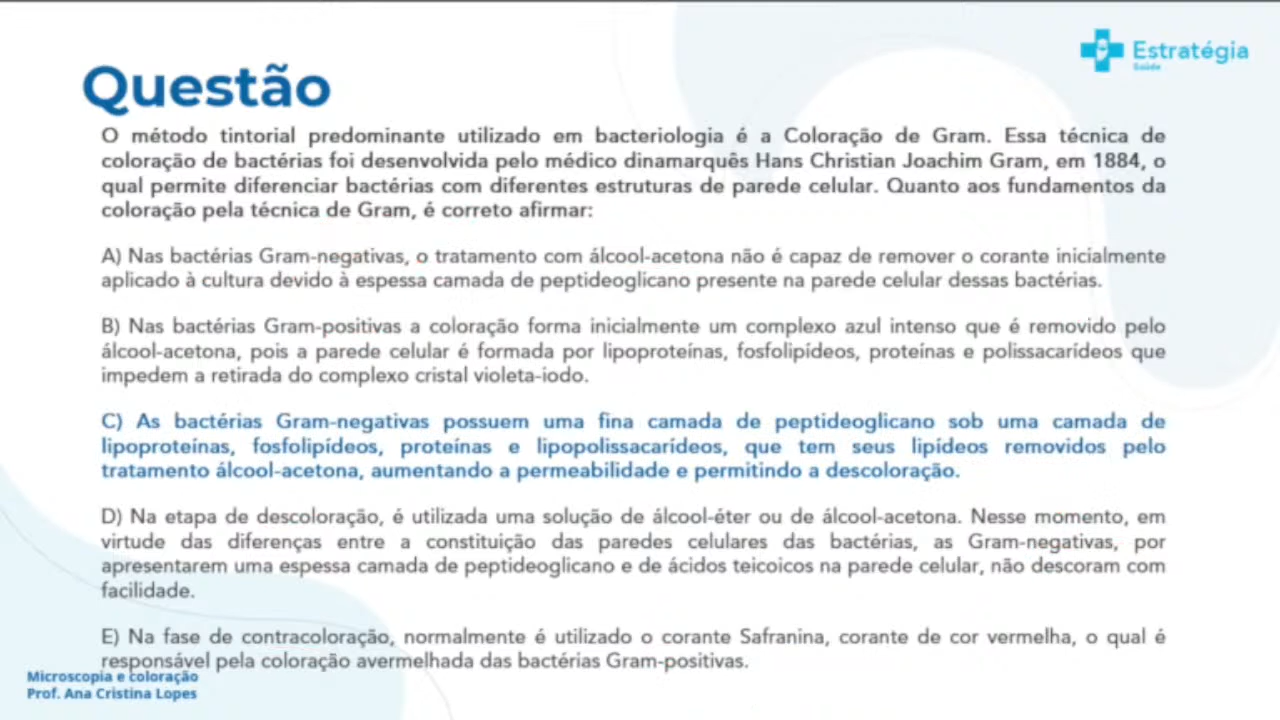 Estratégia
Saúde
Questão
O método tintorial predominante utilizado em bacteriologia é a Coloração de Gram. Essa técnica de
coloração de bactérias foi desenvolvida pelo médico dinamarquês Hans Christian Joachim Gram, em 1884, o
qual permite diferenciar bactérias com diferentes estruturas de parede celular. Quanto aos fundamentos da
coloração pela técnica de Gram, é correto afirmar:
A) Nas bactérias Gram-negativas, o tratamento com álcool-acetona não é capaz de remover o corante inicialmente
aplicado à cultura devido à espessa camada de peptideoglicano presente na parede celular dessas bactérias.
B) Nas bactérias Gram-positivas a coloração forma inicialmente um complexo azul intenso que é removido pelo
álcool-acetona, pois a parede celular é formada por lipoproteínas, fosfolipídeos, proteínas e polissacarídeos que
impedem a retirada do complexo cristal violeta-iodo.
C) As bactérias Gram-negativas possuem uma fina camada de peptideoglicano sob uma camada de
lipoproteínas, fosfolipídeos, proteínas e lipopolissacarídeos, que tem seus lipídeos removidos pelo
tratamento álcool-acetona, aumentando a permeabilidade e permitindo a descoloração.
D) Na etapa de descoloração, é utilizada uma solução de álcool-éter ou de álcool-acetona. Nesse momento, em
virtude das diferenças entre a constituição das paredes celulares das bactérias, as Gram-negativas, por
apresentarem uma espessa camada de peptideoglicano e de ácidos teicoicos na parede celular, não descoram com
facilidade.
E) Na fase de contracoloração, normalmente é utilizado o corante Safranina, corante de cor vermelha, o qual é
responsável pela coloração avermelhada das bactérias Gram-positivas.
Microscopia e coloração
Prof. Ana Cristina Lopes